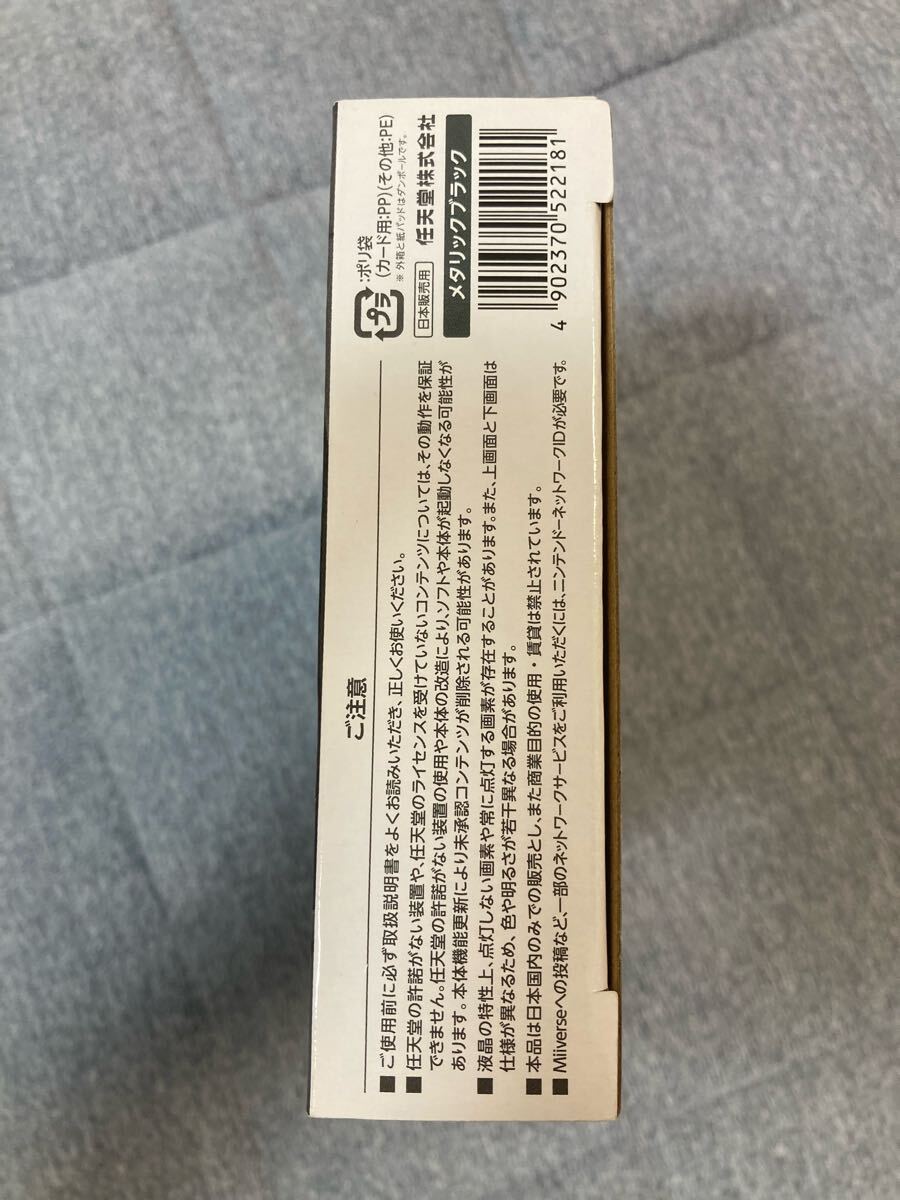 ご注意
■ご使用前に必ず取扱説明書をよくお読みいただき、正しくお使いください。
■任天堂の許諾がない装置や、任天堂のライセンスを受けていないコンテンツについては、その動作を保証
できません。任天堂の許諾がない装置の使用や本体の改造により、ソフトや本体が起動しなくなる可能性が
あります。本体機能更新により未承認コンテンツが削除される可能性があります。
■液晶の特性上、点灯しない画素や常に点灯する画素が存在することがあります。また、上画面と下画面は
仕様が異なるため、色や明るさが若干異なる場合があります。
■本品は日本国内のみでの販売とし、また商業目的の使用・賃貸は禁止されています。
■Miiverseへの投稿など、一部のネットワークサービスをご利用いただくには、ニンテンドーネットワークIDが必要です。
プラ
:ポリ袋
(カード用:PP)(その他:PE)
※ 外箱と紙パッドはダンボールです。
日本販売用 任天堂株式会社
メタリックブラック
4 902370 522181